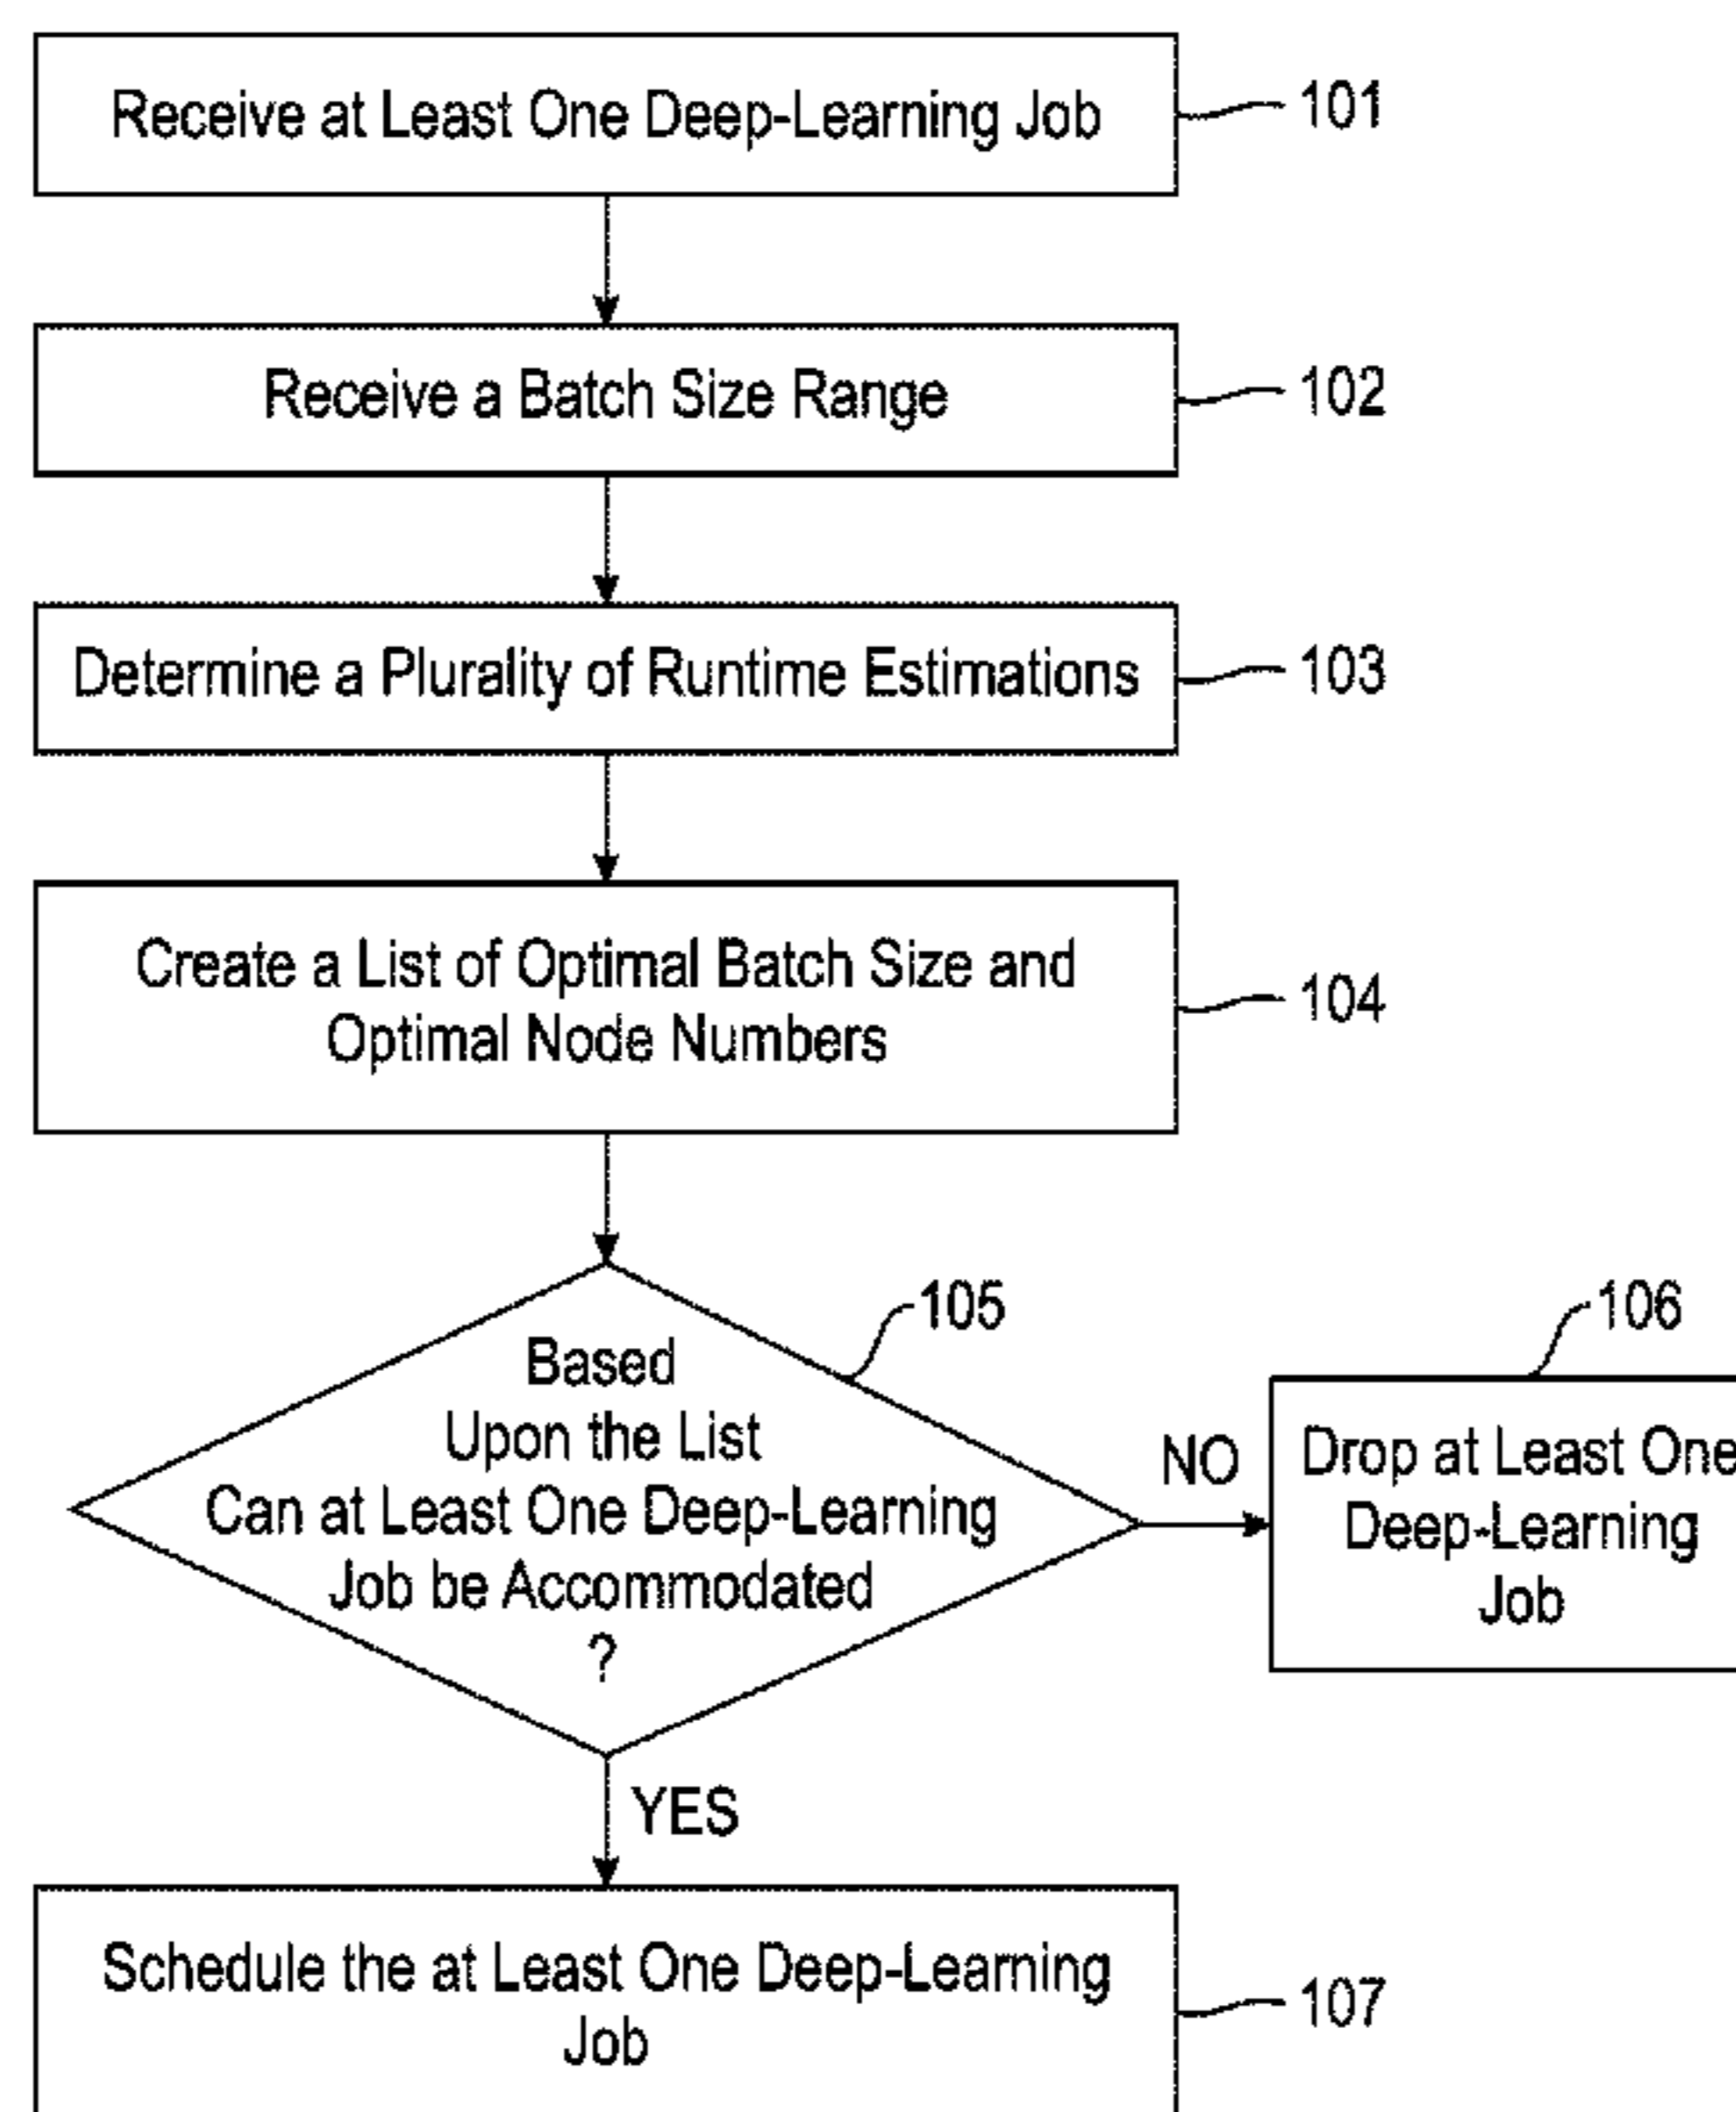 Receive at Least One Deep-Learning Job
101
Receive a Batch Size Range
102
Determine a Plurality of Runtime Estimations
103
Create a List of Optimal Batch Size and
Optimal Node Numbers
104
105
Based
Upon the List
Can at Least One Deep-Learning
Job be Accommodated
?
NO
106
Drop at Least One
Deep-Learning
Job
YES
Schedule the at Least One Deep-Learning
Job
107